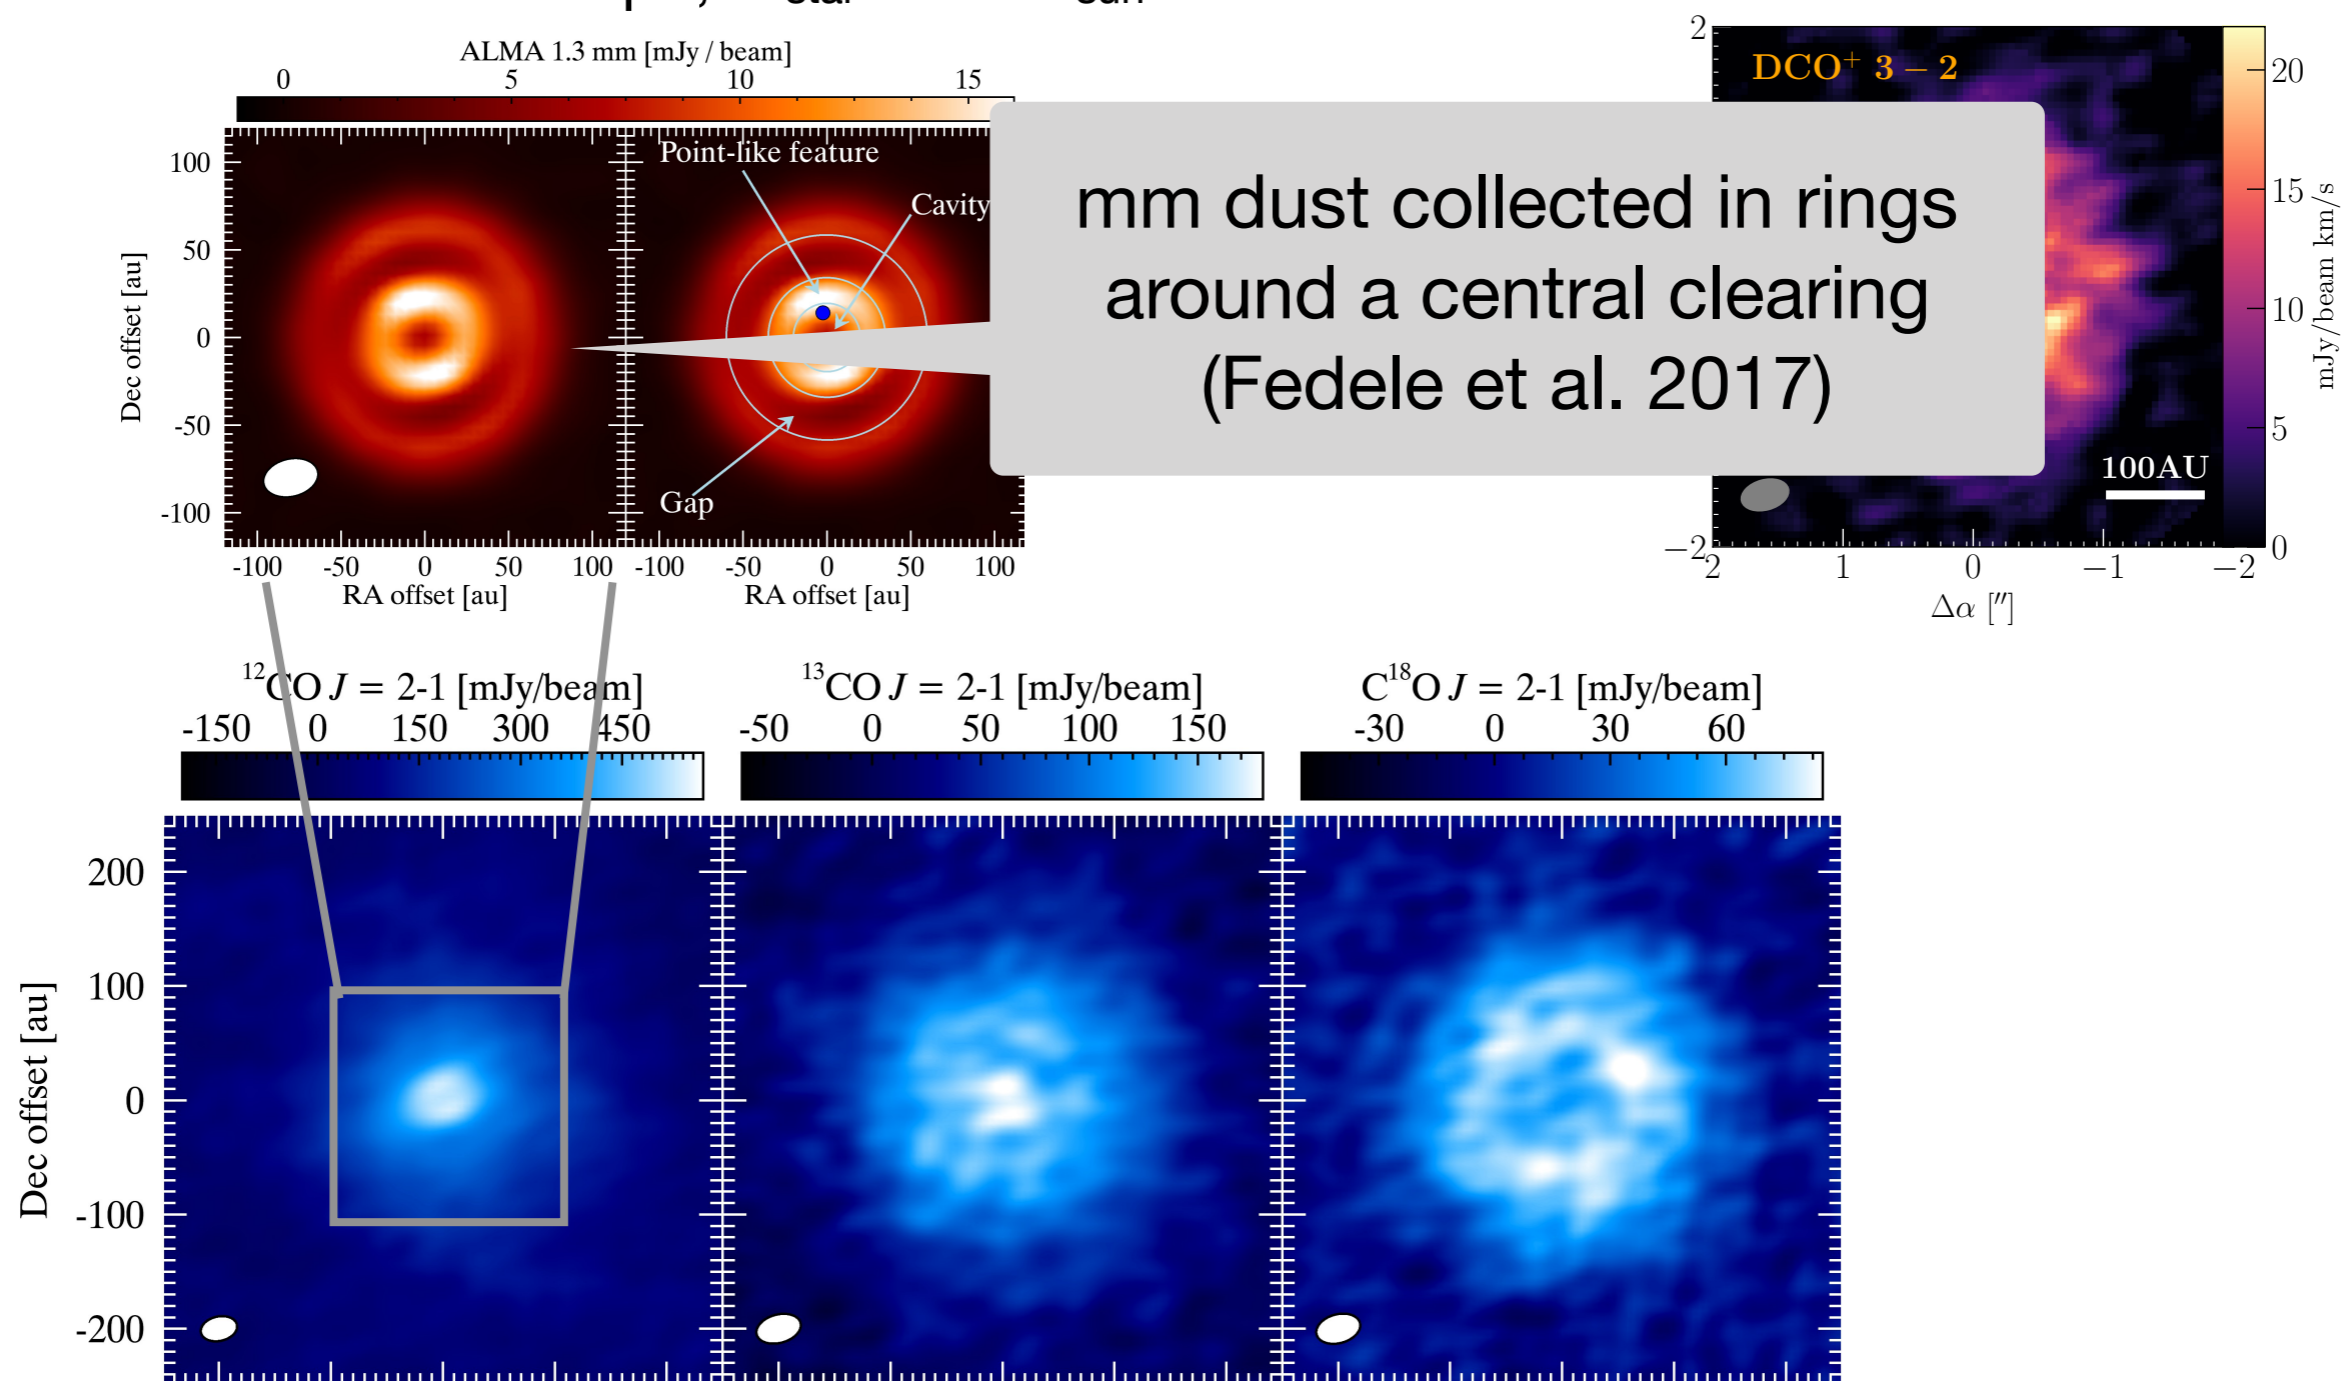 star
sun
ALMA 1.3 mm [mJy / beam]
0 5 10 15
100
50
0
-50
-100
Dec offset [au]
Point-like feature
Cavity
Gap
-100 -50 0 50 100
-100 -50 0 50 100
RA offset [au]
RA offset [au]
mm dust collected in rings
around a central clearing
(Fedele et al. 2017)
DCO⁺ 3 – 2
100AU
2
−2
2 1 0 −1 −2
Δα [″]
20
15
10
5
0
mJy/beam km/s
¹²CO J = 2-1 [mJy/beam]
-150 0 150 300 450
¹³CO J = 2-1 [mJy/beam]
-50 0 50 100 150
C¹⁸O J = 2-1 [mJy/beam]
-30 0 30 60
200
100
0
-100
-200
Dec offset [au]